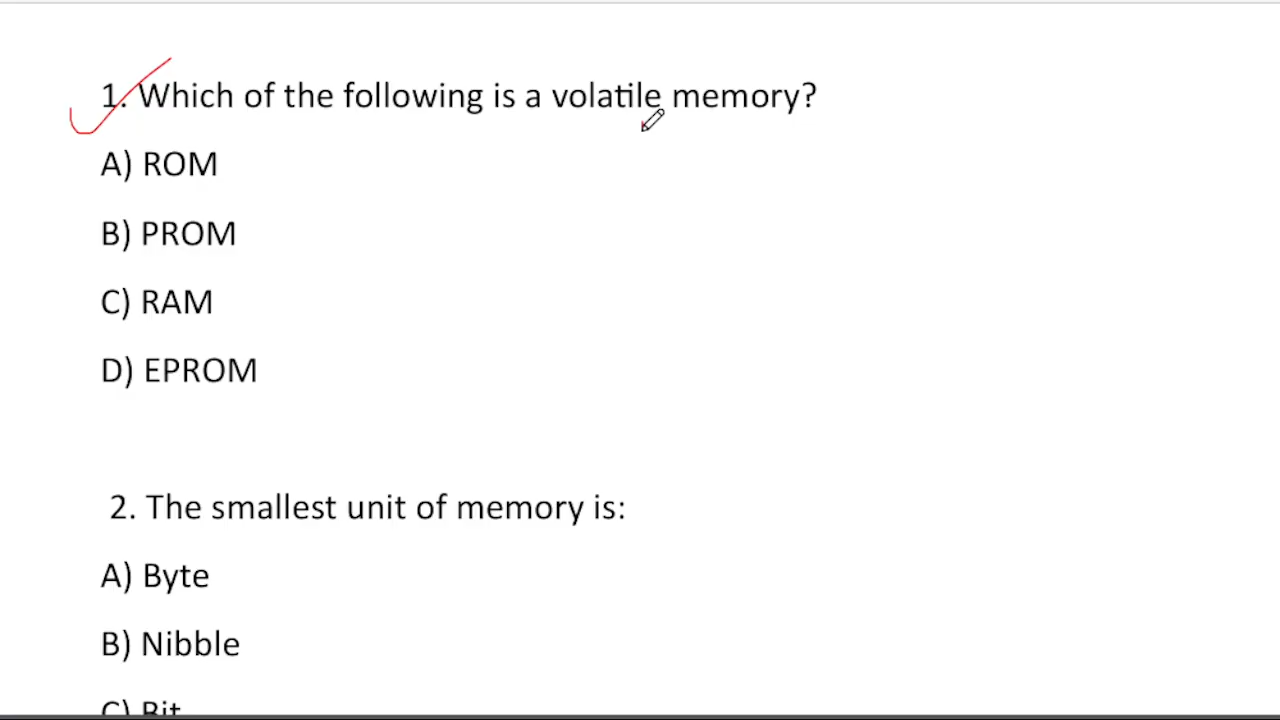 1. Which of the following is a volatile memory?
A) ROM
B) PROM
C) RAM
D) EPROM
2. The smallest unit of memory is:
A) Byte
B) Nibble
C) Bit